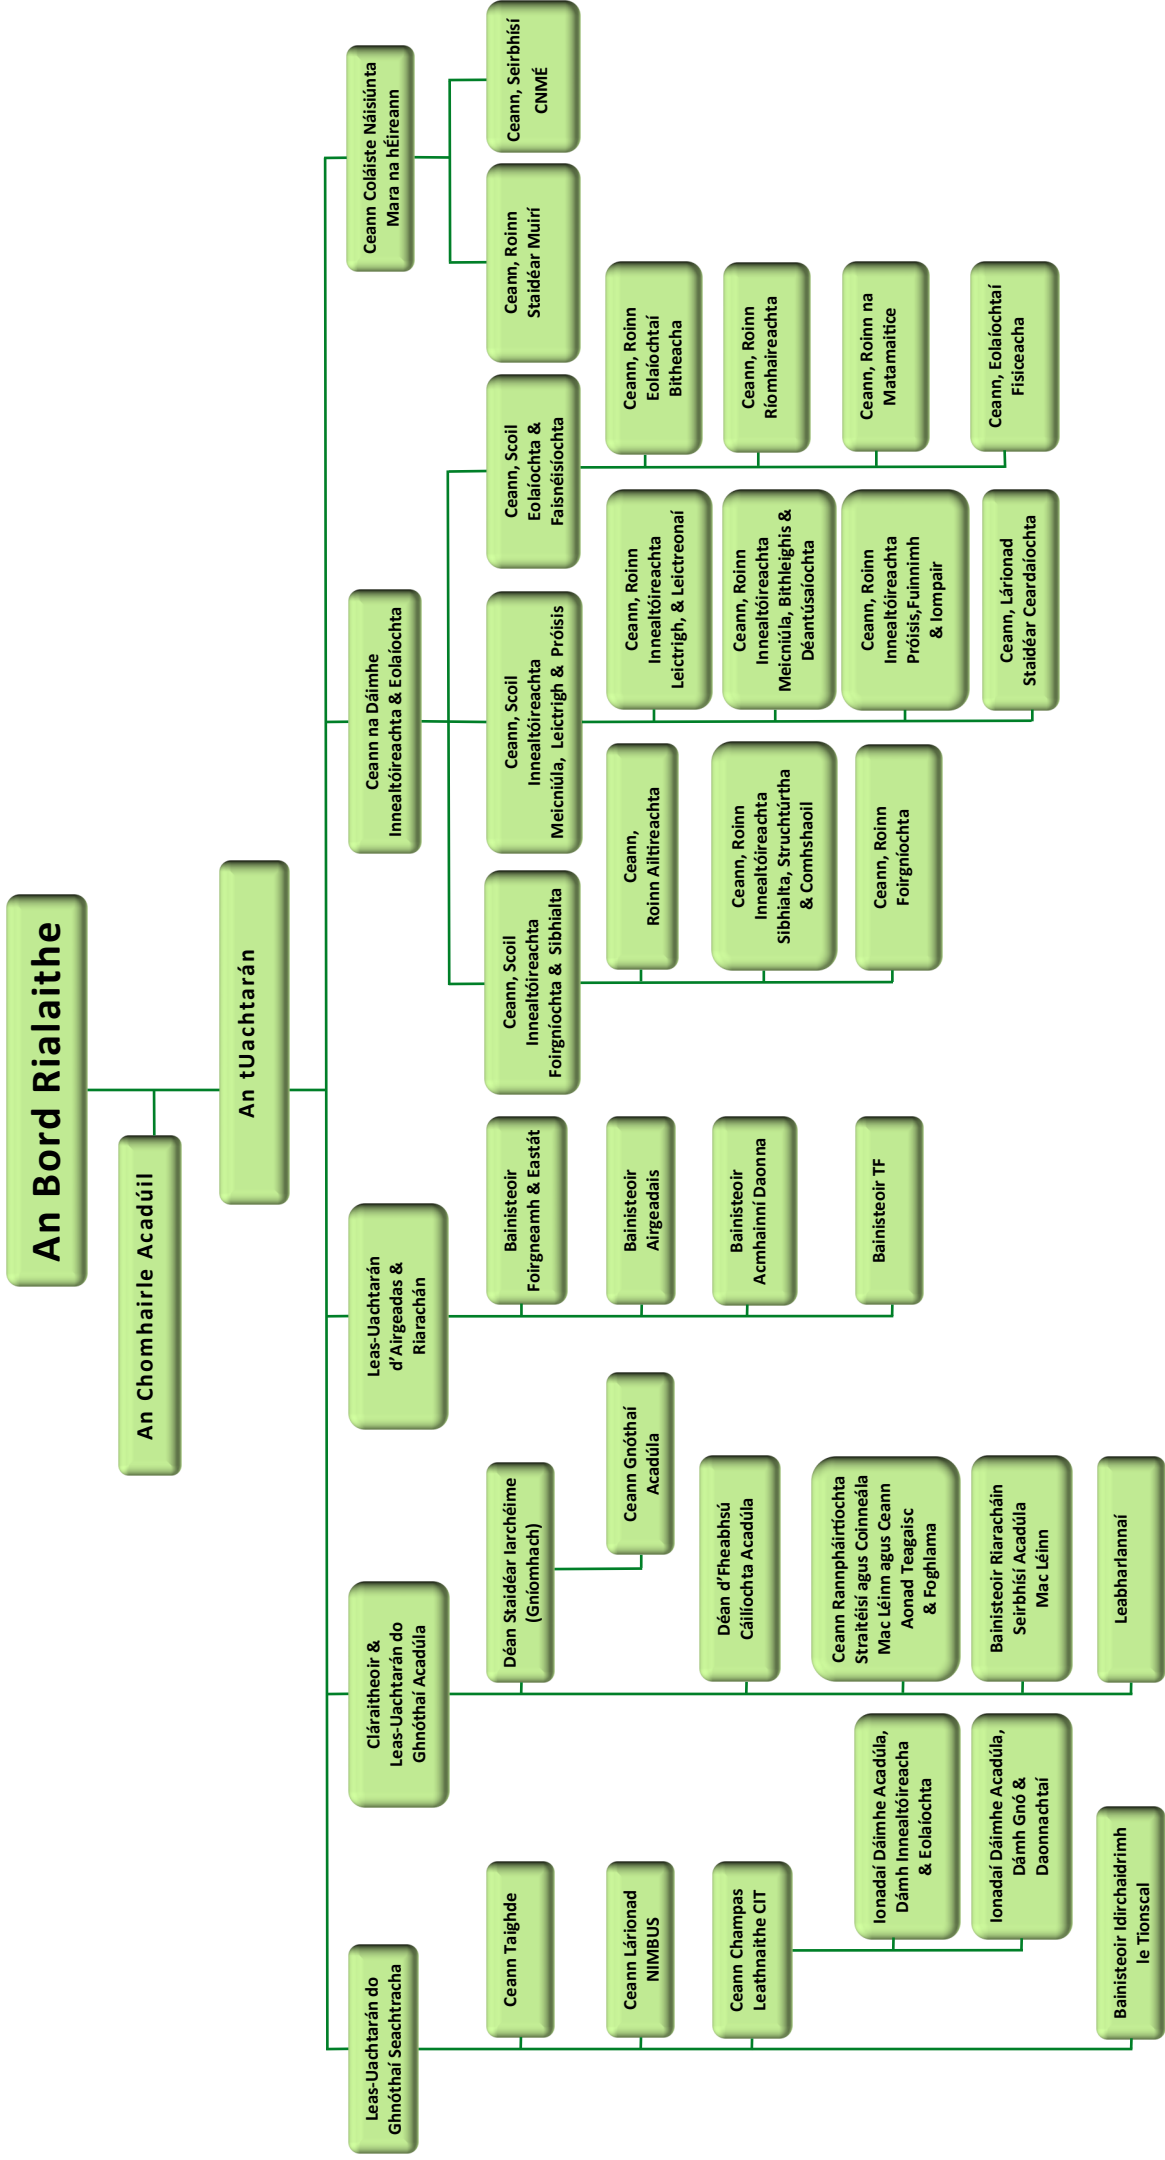 An Bord Rialaithe
An Chomhairle Acadúil
An tUachtarán
Leas-Uachtarán do
Ghnóthaí Seachtracha
Ceann Taighde
Ceann Lárionad
NIMBUS
Ceann Champas
Leathnaithe CIT
Ionadaí Dáimhe Acadúla,
Dámh Innealtóireacha
& Eolaíochta
Ionadaí Dáimhe Acadúla,
Dámh Gnó &
Daonnachtaí
Bainisteoir Idirchaidrimh
le Tionscal
Cláraitheoir &
Leas-Uachtarán do
Ghnóthaí Acadúla
Déan Staidéar Iarchéime
(Gníomhach)
Ceann Gnóthaí
Acadúla
Déan d’Fheabhsú
Cáilíochta Acadúla
Ceann Rannpháirtíochta
Straitéisí agus Coinneála
Mac Léinn agus Ceann
Aonad Teagaisc
& Foghlama
Bainisteoir Riaracháin
Seirbhísí Acadúla
Mac Léinn
Leabharlannaí
Leas-Uachtarán
d’Airgeadas &
Riarachán
Bainisteoir
Foirgneamh & Eastát
Bainisteoir
Airgeadais
Bainisteoir
Acmhainní Daonna
Bainisteoir TF
Ceann na Dáimhe
Innealtóireachta & Eolaíochta
Ceann, Scoil
Innealtóireachta
Foirgníochta & Sibhialta
Ceann,
Roinn Ailtireachta
Ceann, Roinn
Innealtóireachta
Sibhialta, Struchtúrtha
& Comhshaoil
Ceann, Roinn
Foirgníochta
Ceann, Scoil
Innealtóireachta
Meicniúla, Leictrigh & Próisis
Ceann, Roinn
Innealtóireachta
Leictrigh, & Leictreonaí
Ceann, Roinn
Innealtóireachta
Meicniúla, Bithleighis &
Déantúsaíochta
Ceann, Roinn
Innealtóireachta
Próisis,Fuinnimh
& Iompair
Ceann, Lárionad
Staidéar Ceardaíochta
Ceann, Scoil
Eolaíochta &
Faisnéisíochta
Ceann, Roinn
Eolaíochtaí
Bitheacha
Ceann, Roinn
Ríomhaireachta
Ceann, Roinn na
Matamaitice
Ceann, Eolaíochtaí
Fisiceacha
Ceann Coláiste Náisiúnta
Mara na hÉireann
Ceann, Roinn
Staidéar Muirí
Ceann, Seirbhísí
CNMÉ